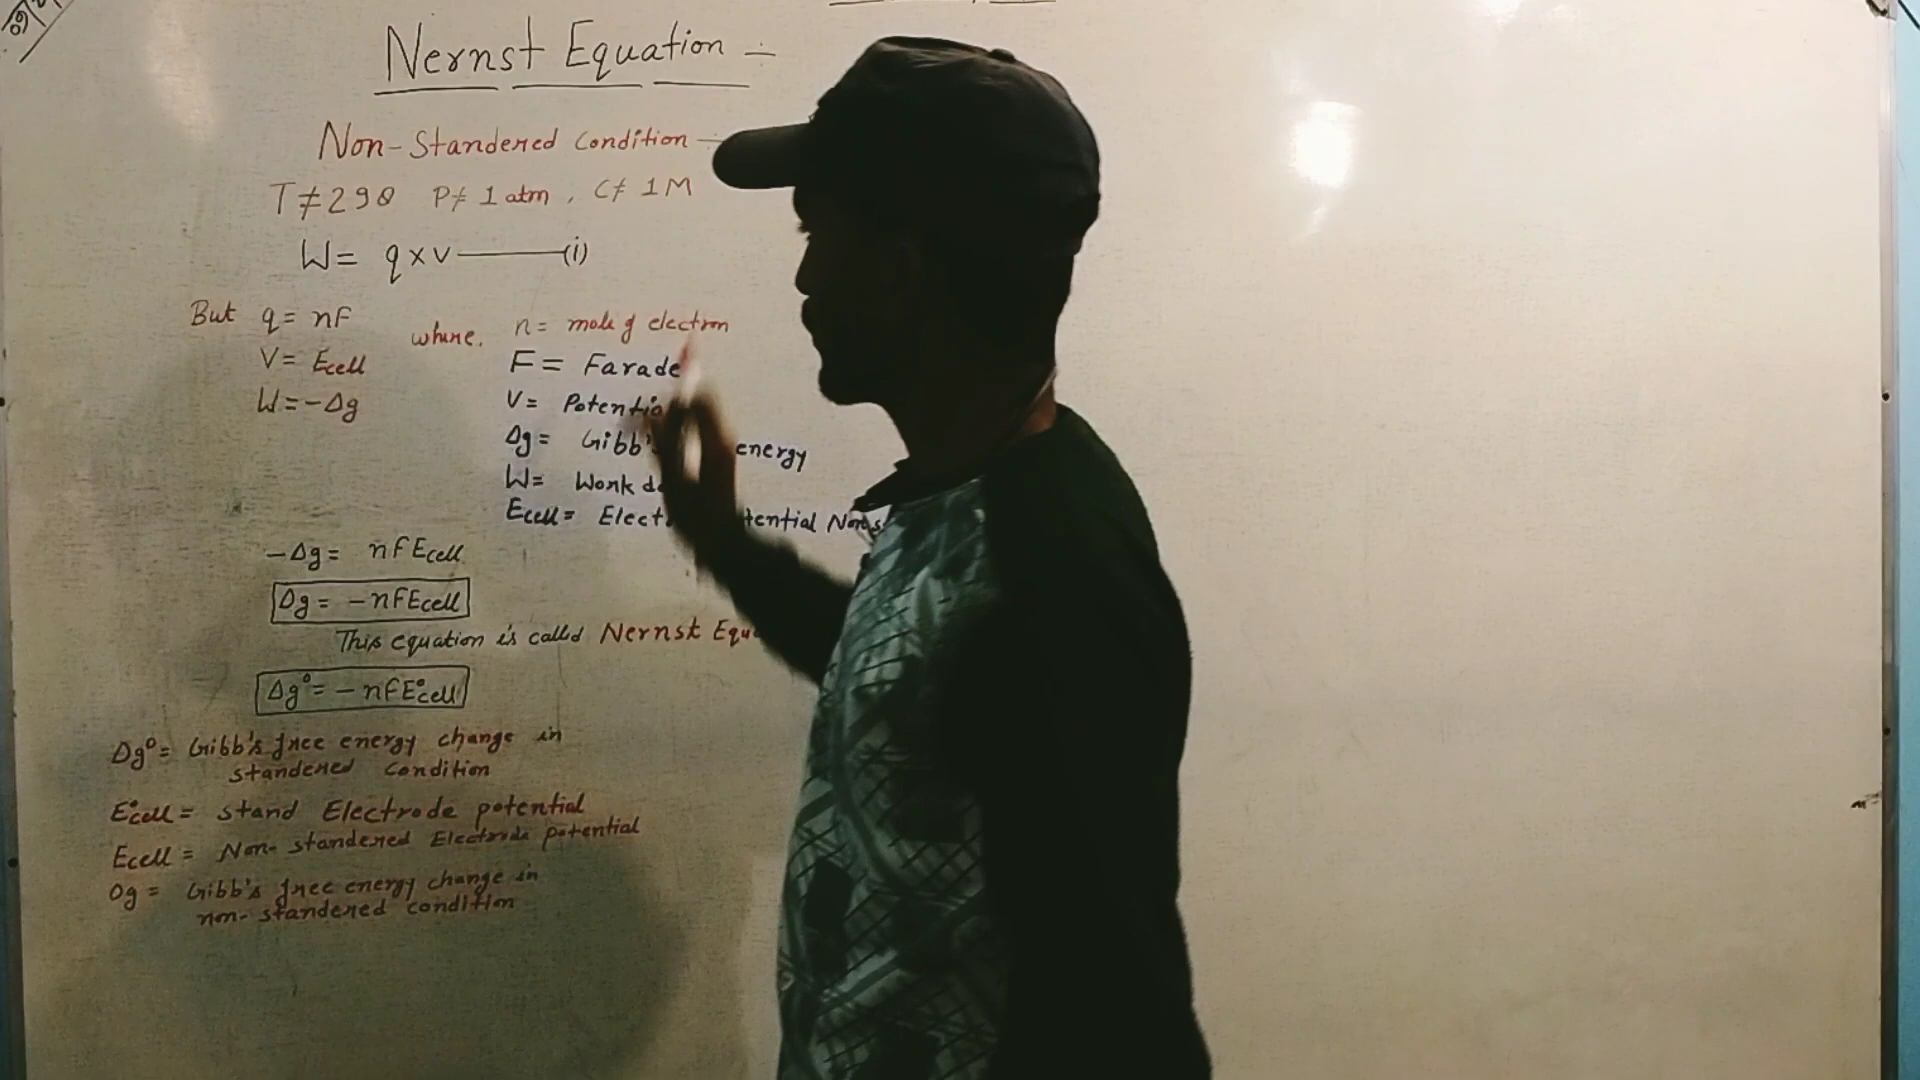 09/
Nernst Equation :-
Non-Standered Condition :-
T≠298 P≠ 1 atm , C≠ 1M
W= q×v ———(i)
But q= nF
V= Ecell
W=-Δg
where, n= mole of electron
F= Farade
V= Potentia
Δg= Gibb's energy
W= Work d
Ecell= Elect tential Non-s
-Δg= nFEcell
Δg= -nFEcell
This equation is called Nernst Equa
Δg°= -nFE°cell
Δg°= Gibb's free energy change in
standered condition
E°cell= stand Electrode potential
Ecell= Non-standered Electrode potential
Δg= Gibb's free energy change in
non-standered condition